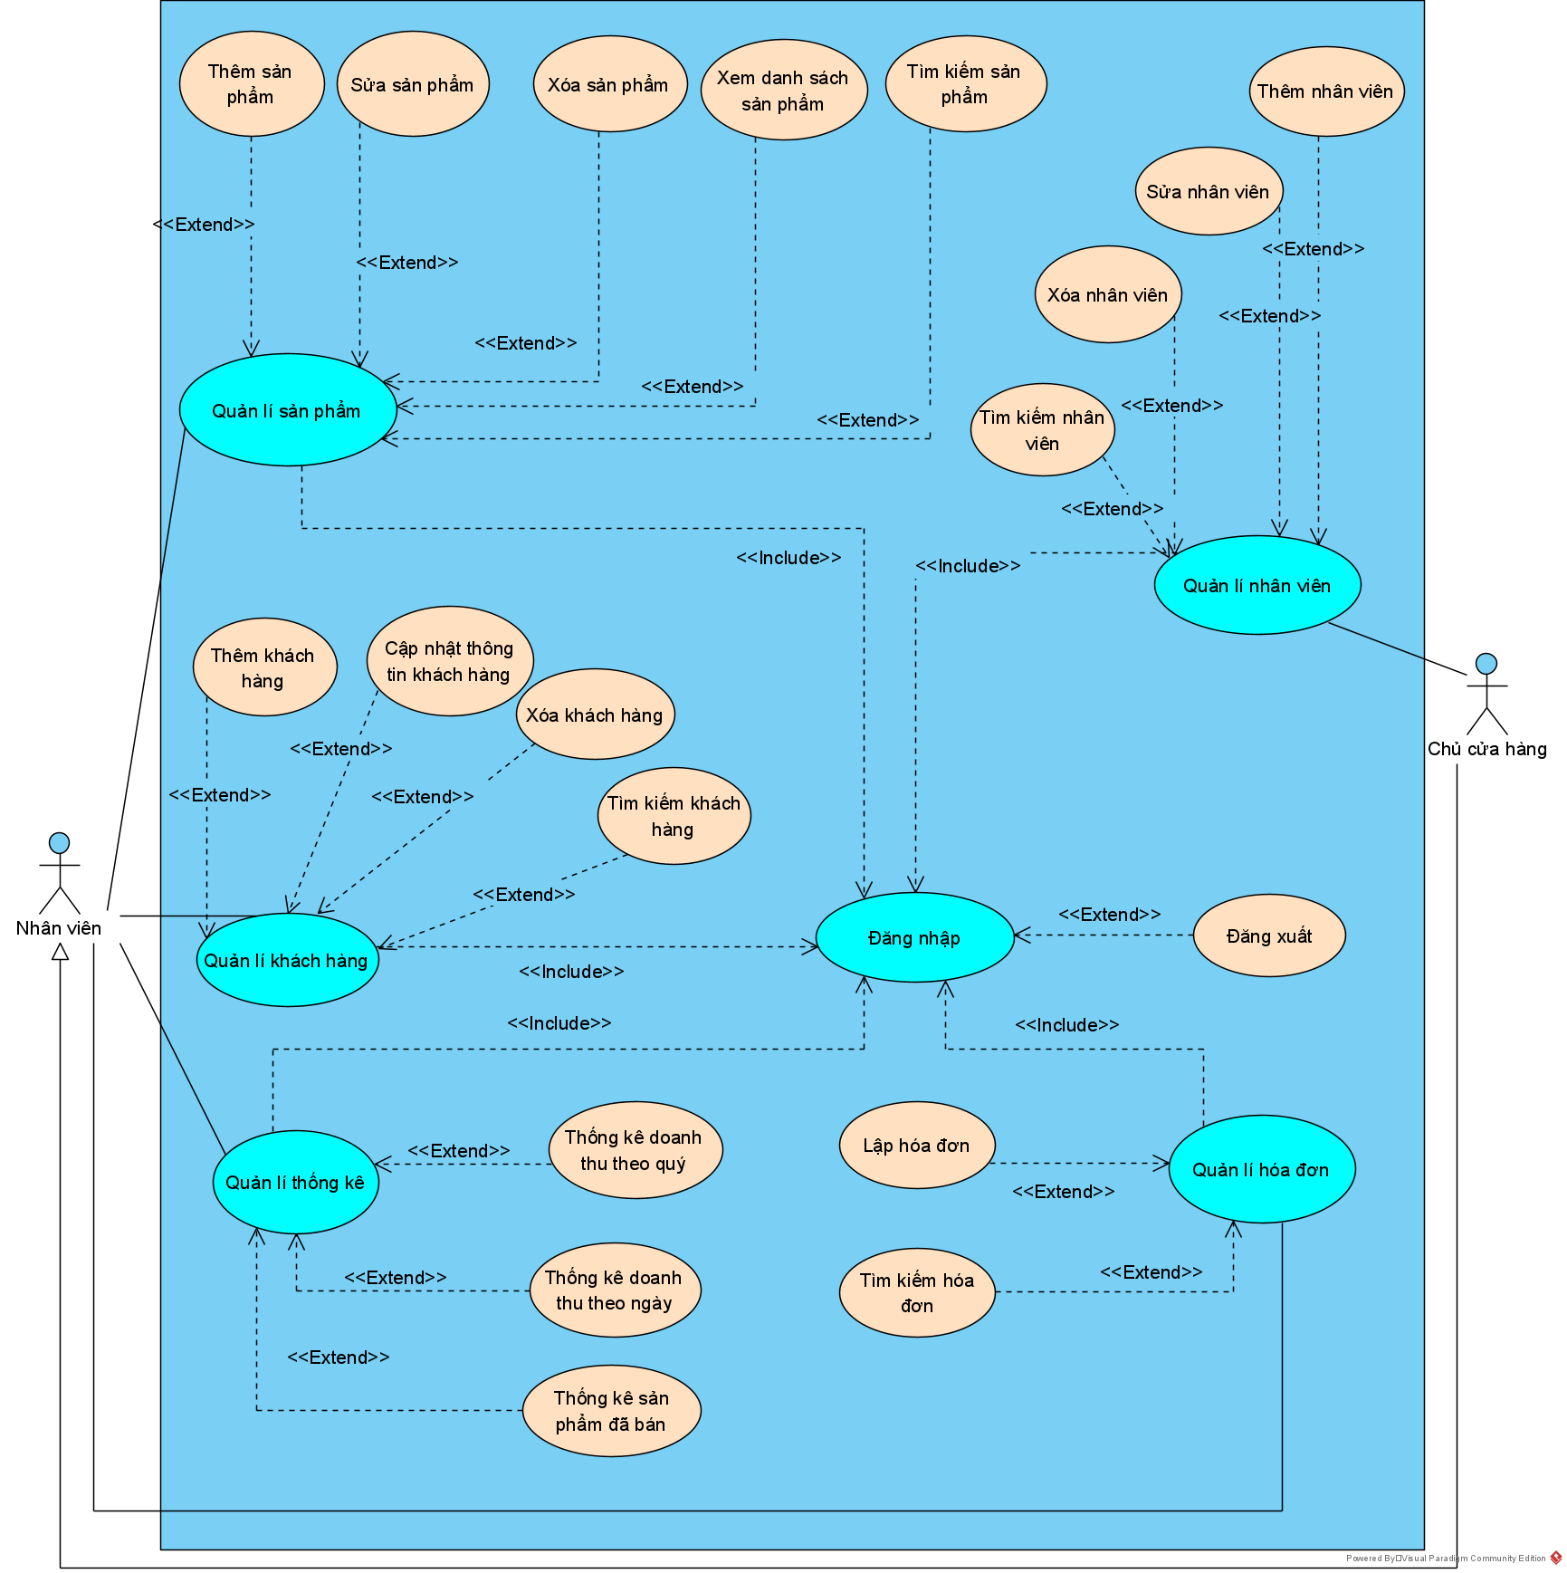 Thêm sản
phẩm
Sửa sản phẩm
Xóa sản phẩm
Xem danh sách
sản phẩm
Tìm kiếm sản
phẩm
Thêm nhân viên
Sửa nhân viên
<<Extend>>
<<Extend>>
<<Extend>>
Xóa nhân viên
<<Extend>>
<<Extend>>
<<Extend>>
<<Extend>>
<<Extend>>
Quản lí sản phẩm
Tìm kiếm nhân
viên
<<Extend>>
<<Include>>
<<Include>>
Quản lí nhân viên
Thêm khách
hàng
Cập nhật thông
tin khách hàng
Xóa khách hàng
<<Extend>>
Chủ cửa hàng
<<Extend>>
<<Extend>>
Tìm kiếm khách
hàng
<<Extend>>
Nhân viên
<<Extend>>
Đăng nhập
Đăng xuất
Quản lí khách hàng
<<Include>>
<<Include>>
<<Include>>
Thống kê doanh
thu theo quý
<<Extend>>
Lập hóa đơn
Quản lí thống kê
Quản lí hóa đơn
<<Extend>>
<<Extend>>
Thống kê doanh
thu theo ngày
Tìm kiếm hóa
đơn
<<Extend>>
<<Extend>>
Thống kê sản
phẩm đã bán
Powered By Visual Paradigm Community Edition